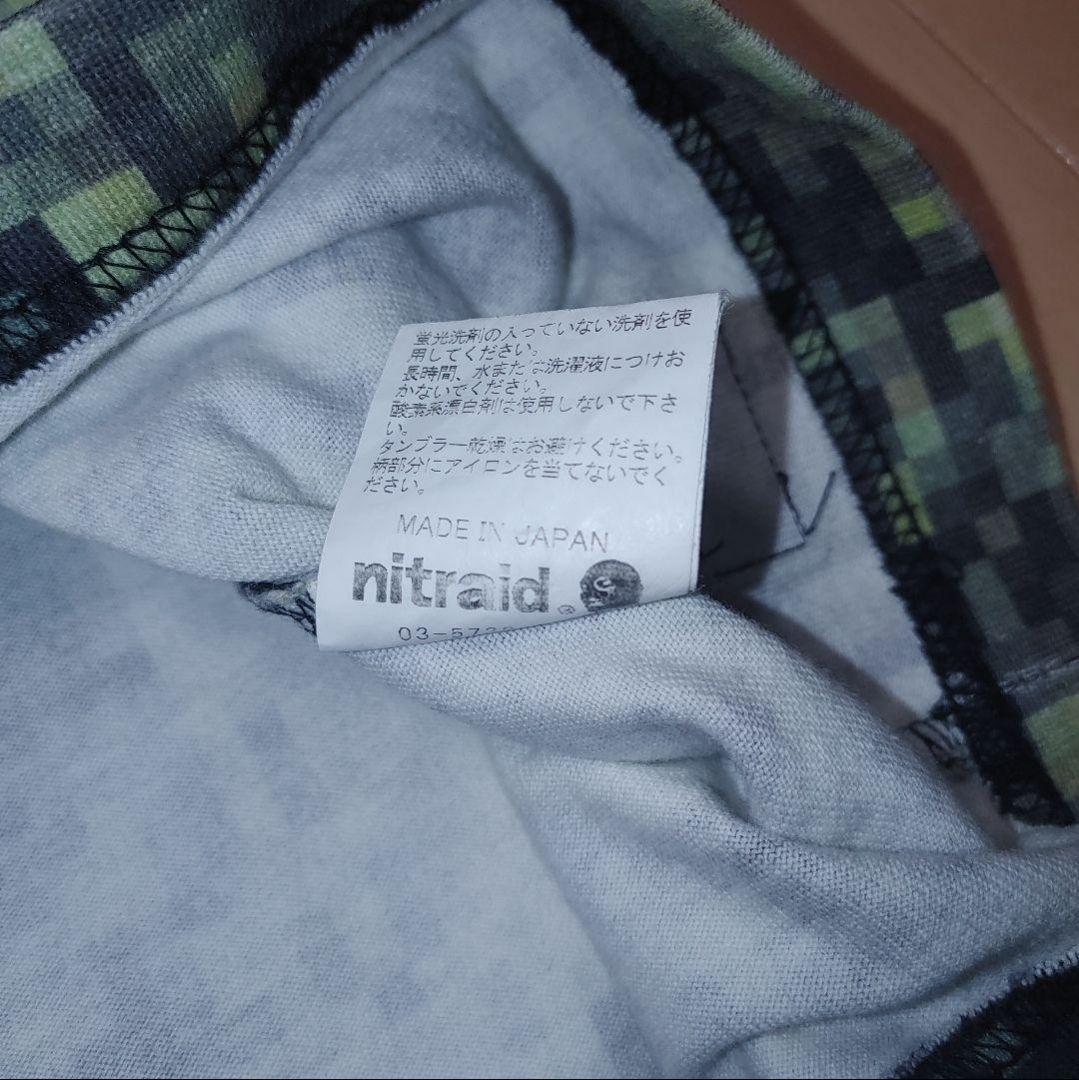 蛍光洗剤の入っていない洗剤を使
用してください。
長時間、水または洗濯液につけお
かないでください。
酸素系漂白剤は使用しないで下さ
い。
タンブラー乾燥はお避けください。
柄部分にアイロンを当てないでく
ださい。
MADE IN JAPAN
nitraid®
03-572